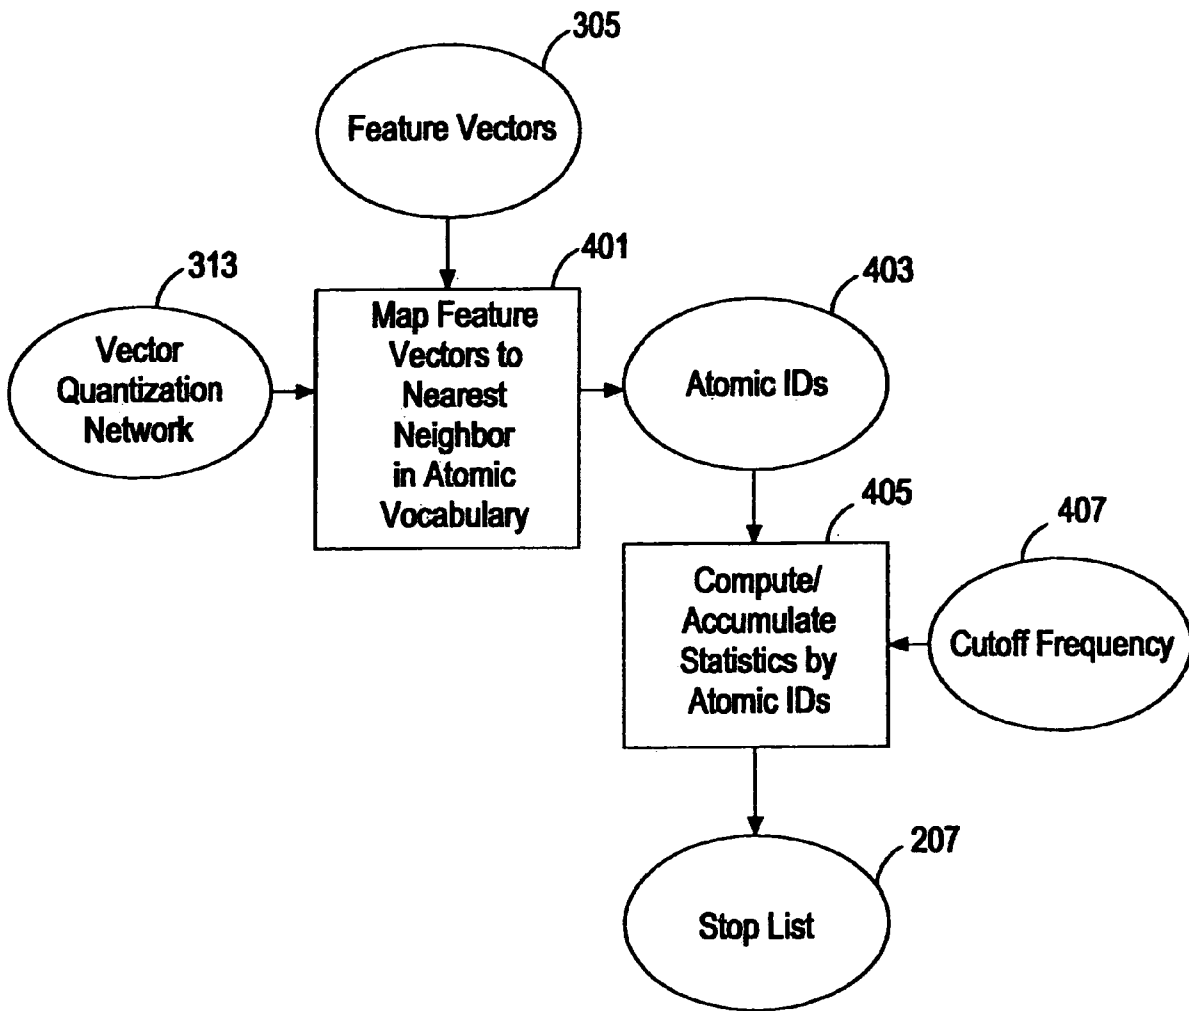 305
Feature Vectors
313
Vector
Quantization
Network
401
Map Feature
Vectors to
Nearest
Neighbor
in Atomic
Vocabulary
403
Atomic IDs
405
Compute/
Accumulate
Statistics by
Atomic IDs
407
Cutoff Frequency
207
Stop List